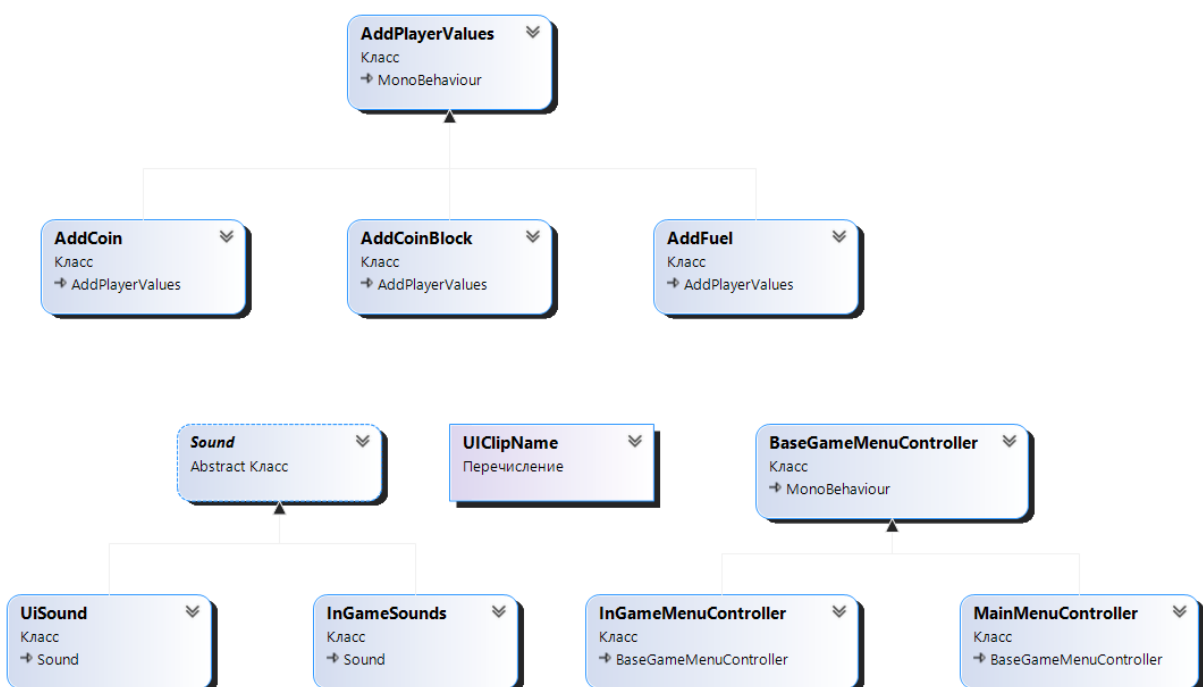 AddPlayerValues
Класс
MonoBehaviour
AddCoin
Класс
AddPlayerValues
AddCoinBlock
Класс
AddPlayerValues
AddFuel
Класс
AddPlayerValues
Sound
Abstract Класс
UIClipName
Перечисление
BaseGameMenuController
Класс
MonoBehaviour
UiSound
Класс
Sound
InGameSounds
Класс
Sound
InGameMenuController
Класс
BaseGameMenuController
MainMenuController
Класс
BaseGameMenuController